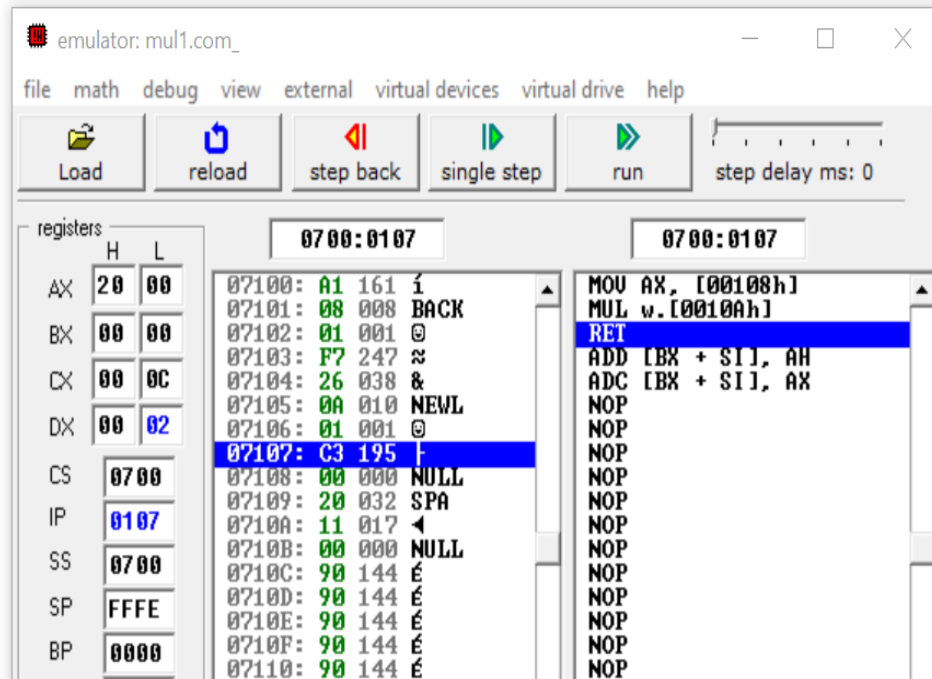 emulator: mul1.com_
file math debug view external virtual devices virtual drive help
Load reload step back single step run step delay ms: 0
registers
H L
0700:0107 0700:0107
AX 20 00
BX 00 00
CX 00 0C
DX 00 02
CS 0700
IP 0107
SS 0700
SP FFFE
BP 0000
07100: A1 161 í
07101: 08 008 BACK
07102: 01 001 ☺
07103: F7 247 ≈
07104: 26 038 &
07105: 0A 010 NEWL
07106: 01 001 ☺
07107: C3 195 ├
07108: 00 000 NULL
07109: 20 032 SPA
0710A: 11 017 ◄
0710B: 00 000 NULL
0710C: 90 144 É
0710D: 90 144 É
0710E: 90 144 É
0710F: 90 144 É
07110: 90 144 É
MOV AX, [00108h]
MUL w.[0010Ah]
RET
ADD [BX + SI], AH
ADC [BX + SI], AX
NOP
NOP
NOP
NOP
NOP
NOP
NOP
NOP
NOP
NOP
NOP
NOP